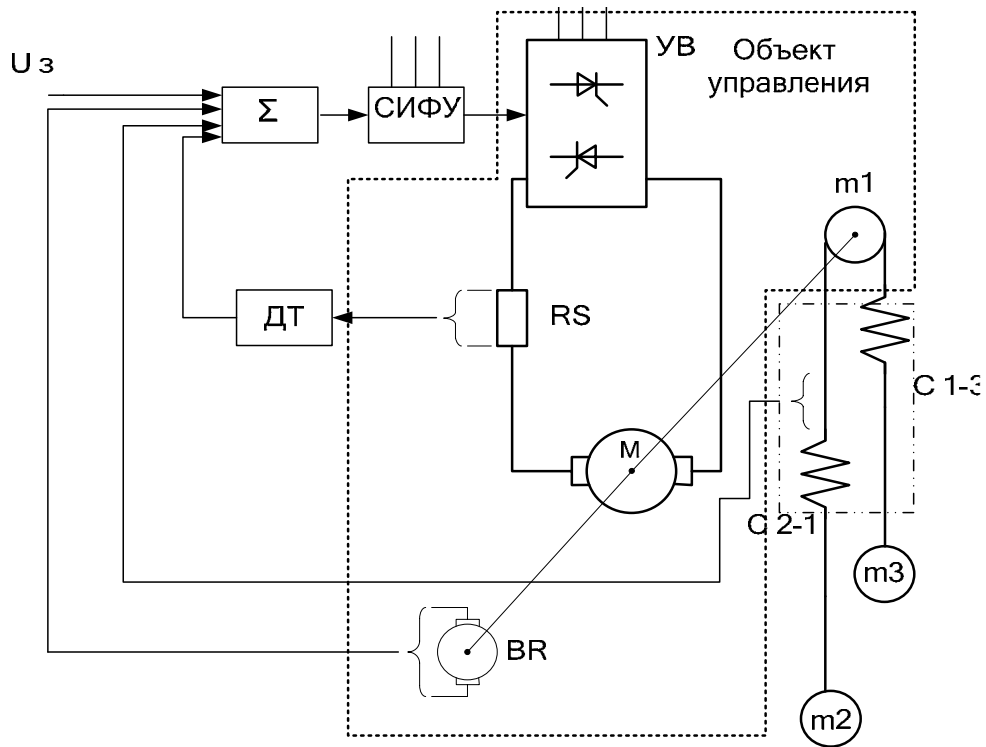 U з
Σ
СИФУ
УВ
Объект
управления
m1
ДТ
RS
C 1-3
М
C 2-1
m3
BR
m2